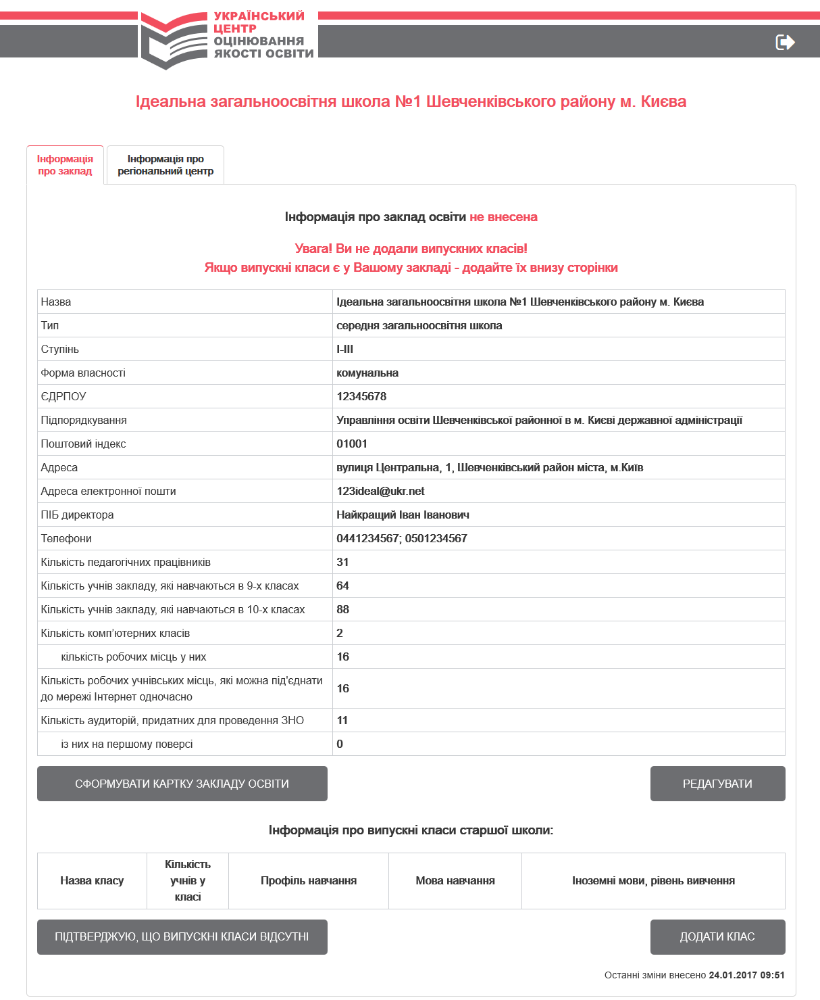 УКРАЇНСЬКИЙ
ЦЕНТР
ОЦІНЮВАННЯ
ЯКОСТІ ОСВІТИ
Ідеальна загальноосвітня школа №1 Шевченківського району м. Києва
Інформація
про заклад
Інформація про
регіональний центр
Інформація про заклад освіти не внесена
Увага! Ви не додали випускних класів!
Якщо випускні класи є у Вашому закладі - додайте їх внизу сторінки
Назва Ідеальна загальноосвітня школа №1 Шевченківського району м. Києва
Тип середня загальноосвітня школа
Ступінь І-ІІІ
Форма власності комунальна
ЄДРПОУ 12345678
Підпорядкування Управління освіти Шевченківської районної в м. Києві державної адміністрації
Поштовий індекс 01001
Адреса вулиця Центральна, 1, Шевченківський район міста, м.Київ
Адреса електронної пошти 123ideal@ukr.net
ПІБ директора Найкращий Іван Іванович
Телефони 0441234567; 0501234567
Кількість педагогічних працівників 31
Кількість учнів закладу, які навчаються в 9-х класах 64
Кількість учнів закладу, які навчаються в 10-х класах 88
Кількість комп'ютерних класів 2
кількість робочих місць у них 16
Кількість робочих учнівських місць, які можна під'єднати
до мережі Інтернет одночасно 16
Кількість аудиторій, придатних для проведення ЗНО 11
із них на першому поверсі 0
СФОРМУВАТИ КАРТКУ ЗАКЛАДУ ОСВІТИ РЕДАГУВАТИ
Інформація про випускні класи старшої школи:
Назва класу
Кількість
учнів у
класі
Профіль навчання
Мова навчання
Іноземні мови, рівень вивчення
ПІДТВЕРДЖУЮ, ЩО ВИПУСКНІ КЛАСИ ВІДСУТНІ ДОДАТИ КЛАС
Останні зміни внесено 24.01.2017 09:51